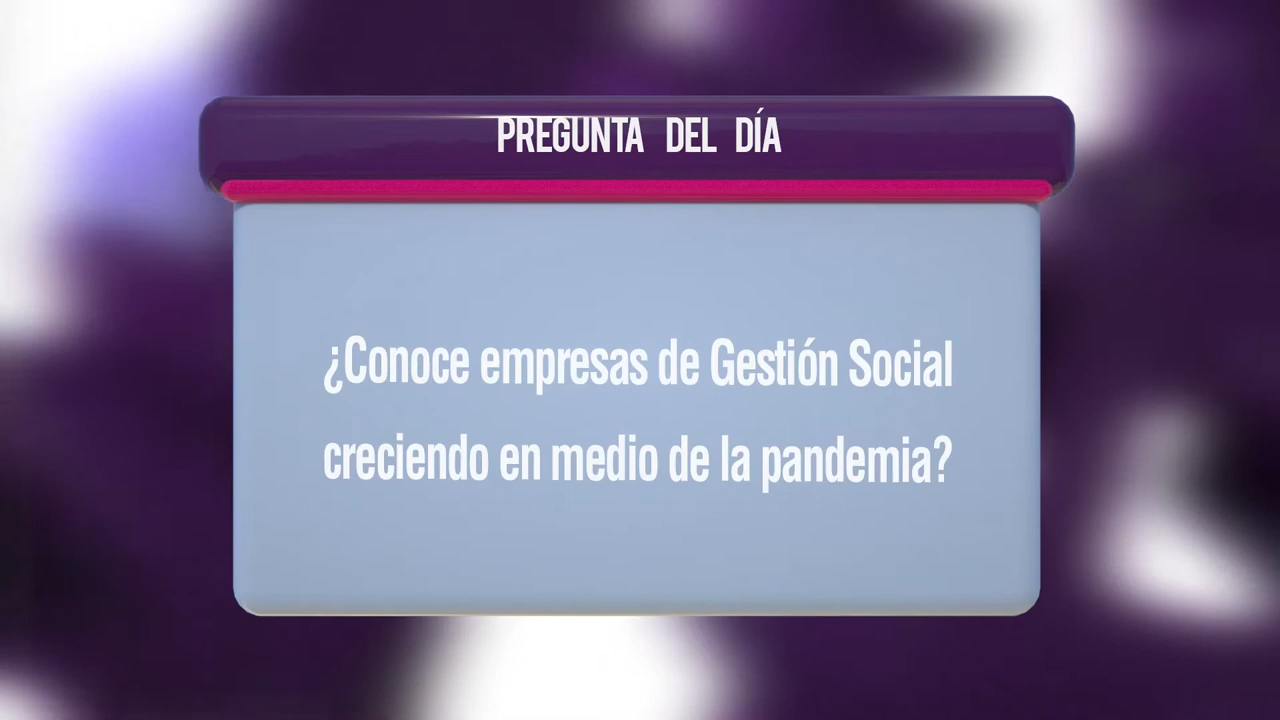 PREGUNTA DEL DÍA
¿Conoce empresas de Gestión Social
creciendo en medio de la pandemia?